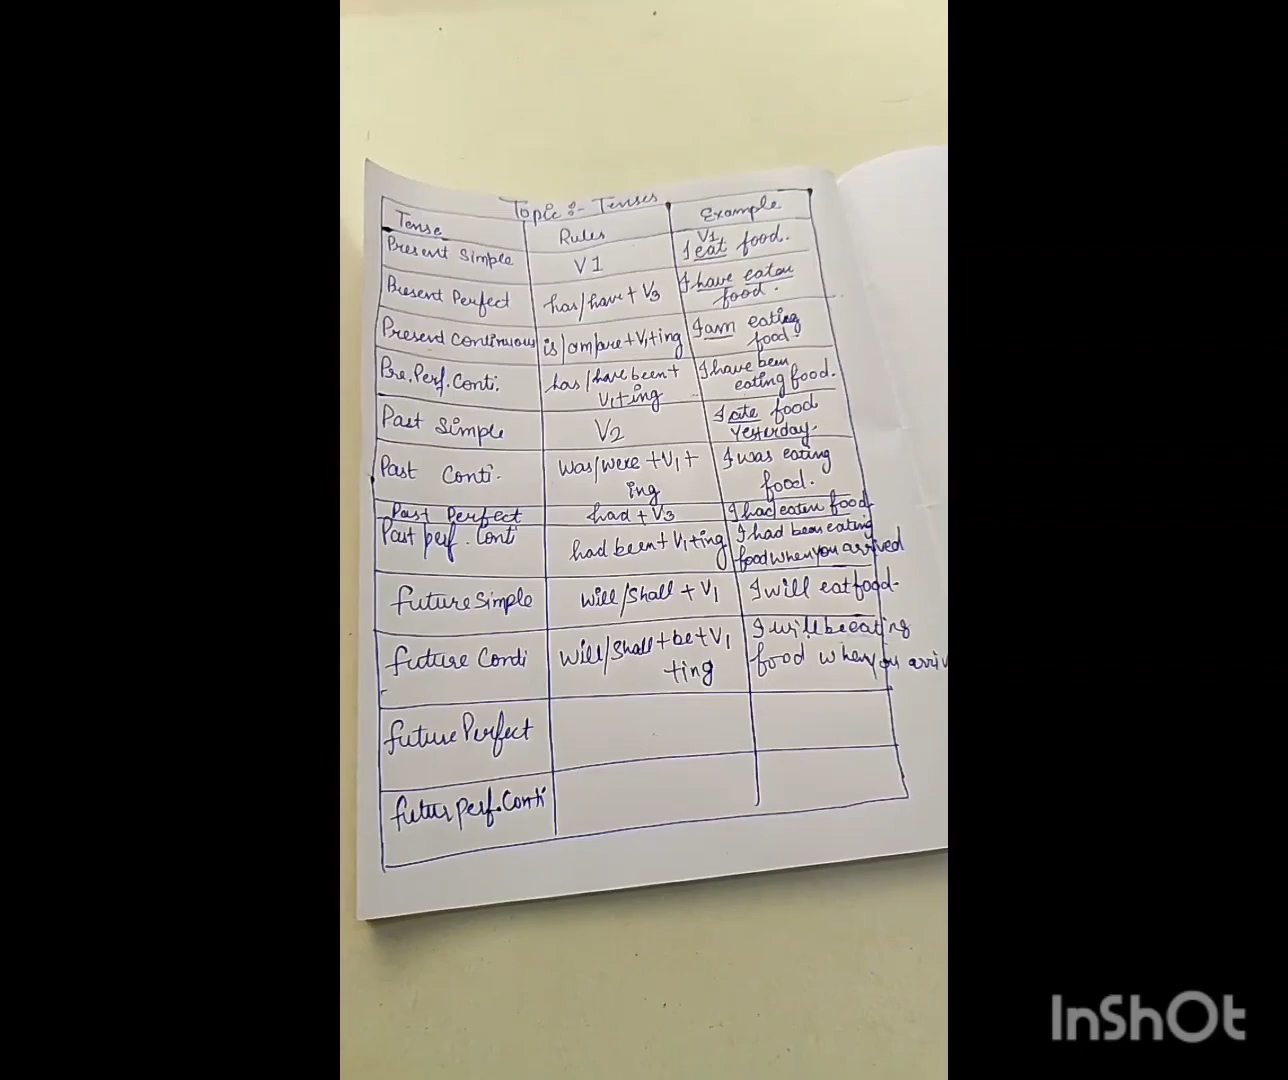 Topic :- Tenses
Tense Rules Example
Present Simple V1 V1
I eat food.
Present Perfect has/have + V3 I have eaten
food.
Present Continuous is/am/are + V1+ing I am eating
food.
Pre. Perf. Conti. has/have been + I have been
V1+ing eating food.
Past Simple V2 I ate food
Yesterday.
Past Conti. was/were + V1 + I was eating
ing food.
Past Perfect had + V3 I had eaten food
Past perf. Conti had been + V1+ing I had been eating
food when you arrived
future Simple will/Shall + V1 I will eat food
future Conti will/Shall + be + V1 I will be eating
+ing food when you arriv
future Perfect
futur perf. Conti
InShOt